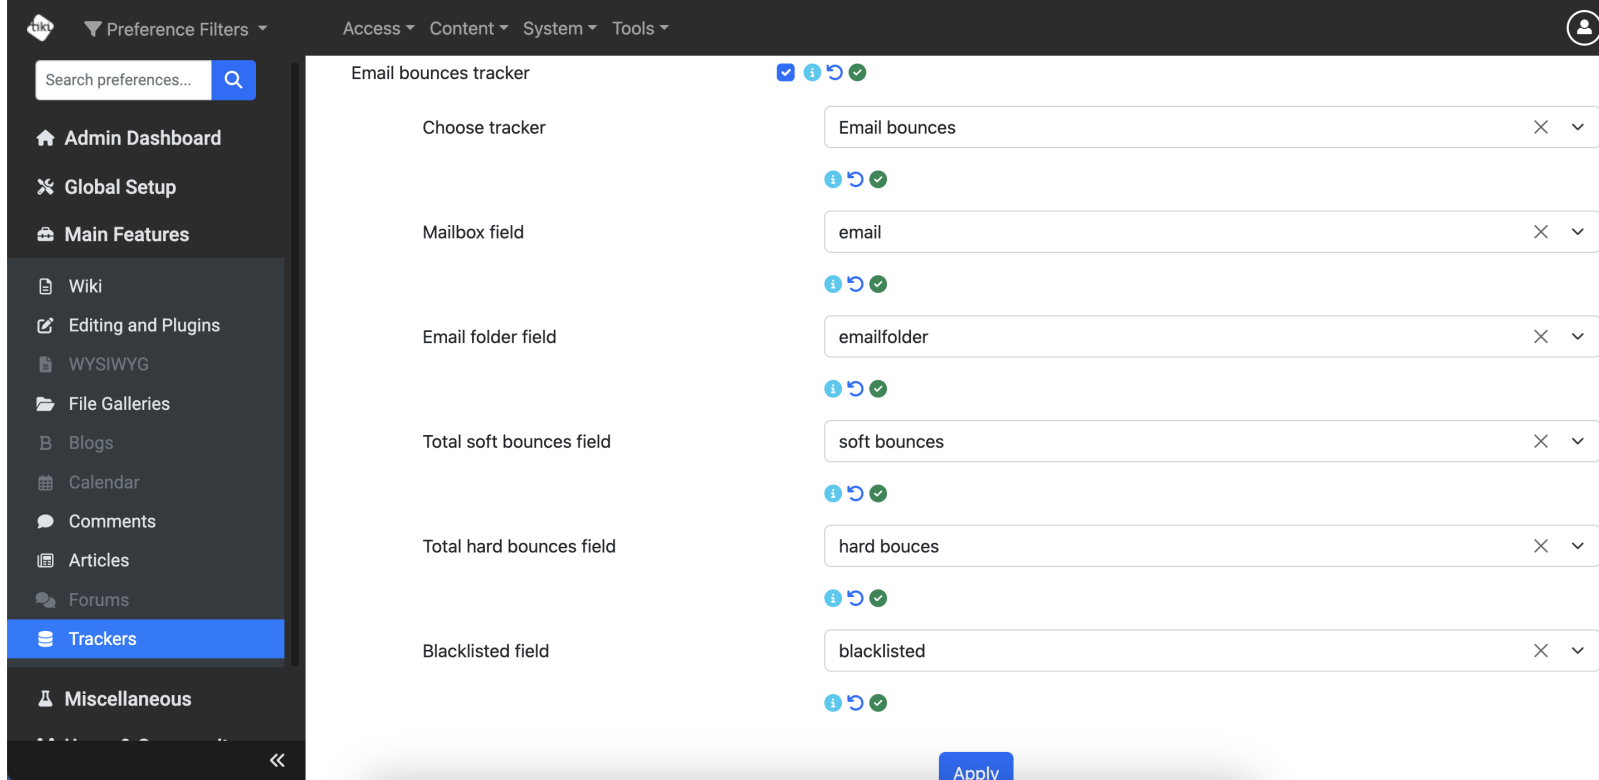 tiki
Preference Filters
Access Content System Tools
Search preferences...
Admin Dashboard
Global Setup
Main Features
Wiki
Editing and Plugins
WYSIWYG
File Galleries
Blogs
Calendar
Comments
Articles
Forums
Trackers
Miscellaneous
Email bounces tracker
Choose tracker
Email bounces
Mailbox field
email
Email folder field
emailfolder
Total soft bounces field
soft bounces
Total hard bounces field
hard bouces
Blacklisted field
blacklisted
Apply